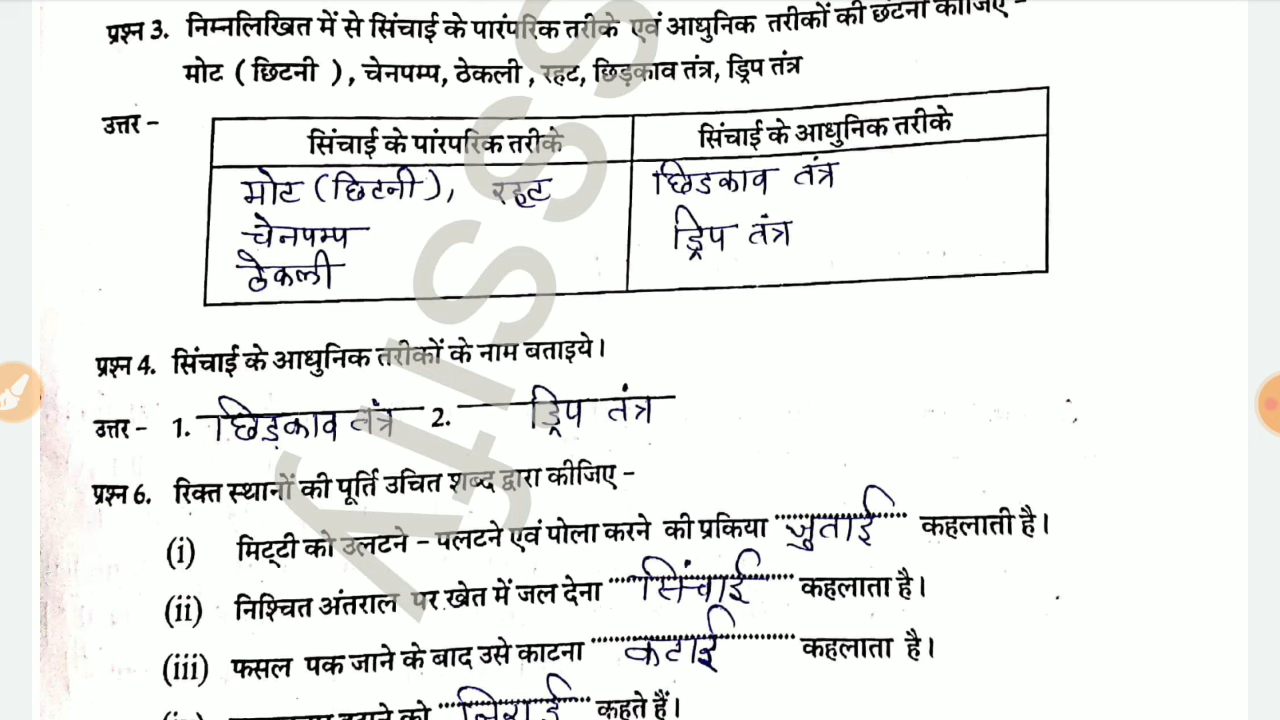 प्रश्न 3. निम्नलिखित में से सिंचाई के पारंपरिक तरीके एवं आधुनिक तरीकों की छंटनी कीजिए -
मोट ( छिटनी ), चेनपम्प, ठेकली, रहट, छिड़काव तंत्र, ड्रिप तंत्र
उत्तर -
सिंचाई के पांरंपरिक तरीके सिंचाई के आधुनिक तरीके
मोट (छिटनी), रहट छिडकाव तंत्र
चेनपम्प ड्रिप तंत्र
ठेकली
प्रश्न 4. सिंचाई के आधुनिक तरीकों के नाम बताइये।
उत्तर - 1. छिड़काव तंत्र 2. ड्रिप तंत्र
प्रश्न 6. रिक्त स्थानों की पूर्ति उचित शब्द द्वारा कीजिए -
(i) मिट्टी को उलटने - पलटने एवं पोला करने की प्रकिया जुताई कहलाती है।
(ii) निश्चित अंतराल पर खेत में जल देना सिंचाई कहलाता है।
(iii) फसल पक जाने के बाद उसे काटना कटाई कहलाता है।
को कहते हैं।